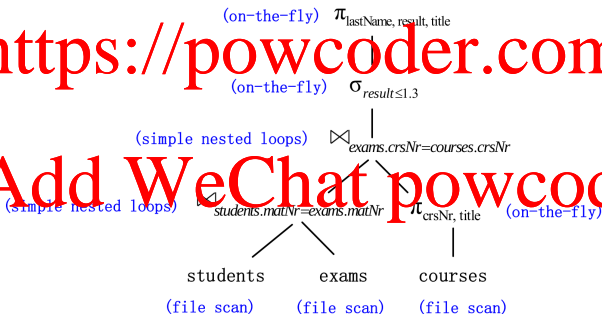 (on-the-fly) π lastName, result, title
https://powcoder.com
(on-the-fly) σ result≤1.3
(simple nested loops) ⋈ exams.crsNr=courses.crsNr
Add WeChat powcod
(simple nested loops) ⋈ students.matNr=exams.matNr π crsNr, title (on-the-fly)
students exams courses
(file scan) (file scan) (file scan)